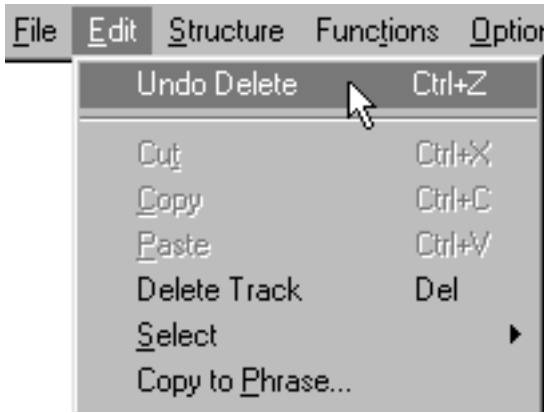 File Edit Structure Functions Option
Undo Delete Ctrl+Z
Cut Ctrl+X
Copy Ctrl+C
Paste Ctrl+V
Delete Track Del
Select
Copy to Phrase...